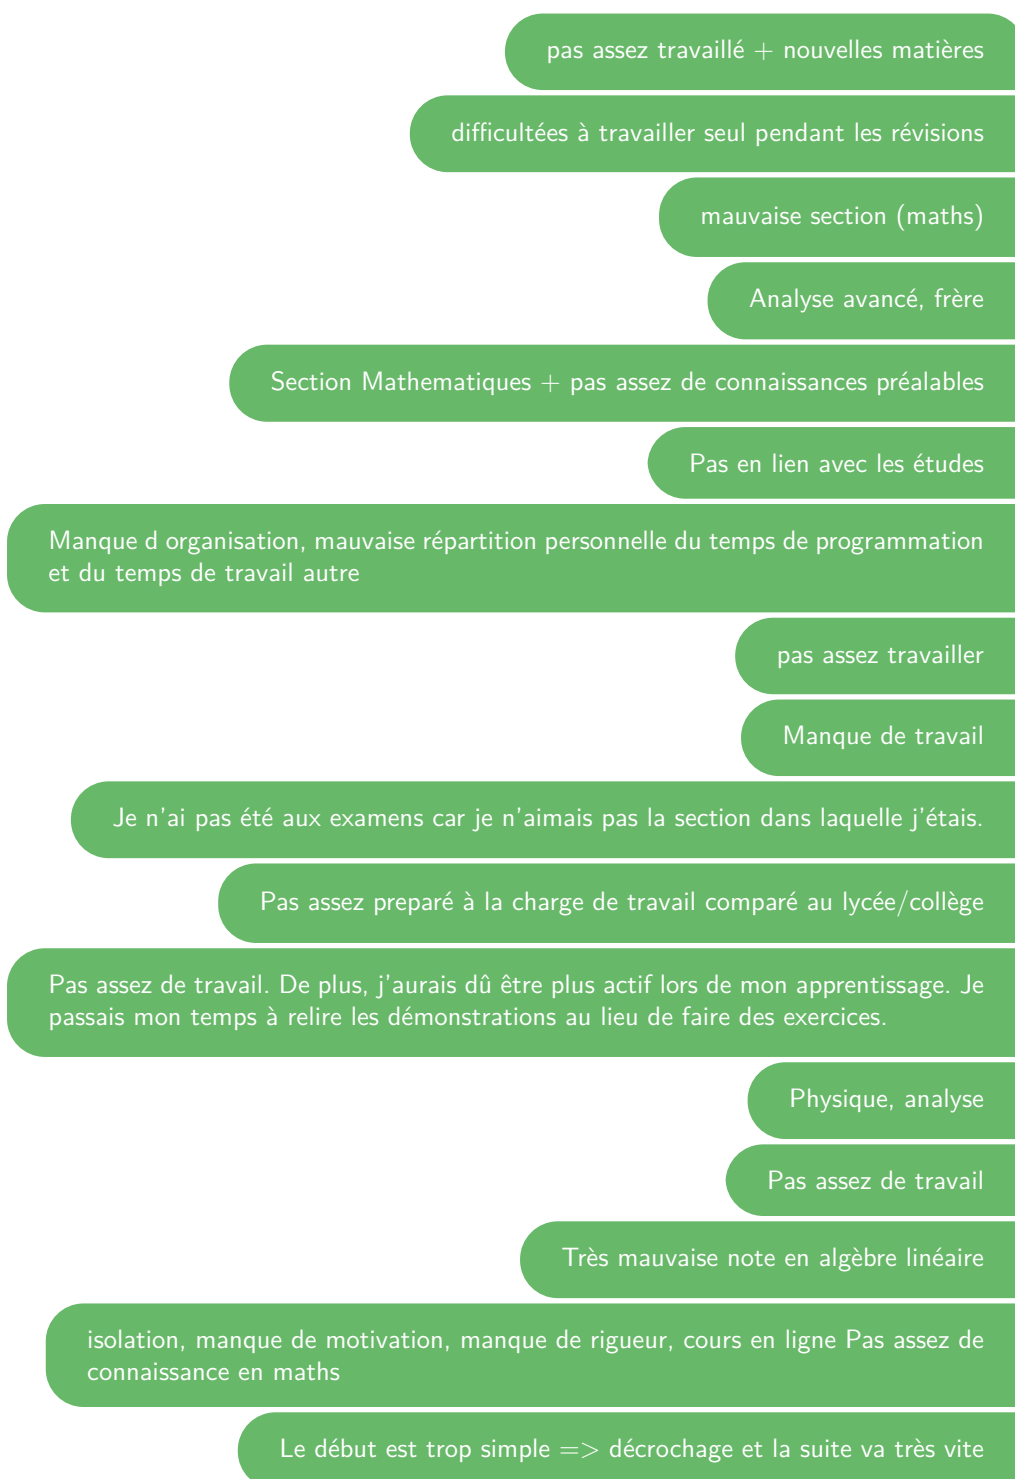 pas assez travaillé + nouvelles matières
difficultées à travailler seul pendant les révisions
mauvaise section (maths)
Analyse avancé, frère
Section Mathematiques + pas assez de connaissances préalables
Pas en lien avec les études
Manque d organisation, mauvaise répartition personnelle du temps de programmation
et du temps de travail autre
pas assez travailler
Manque de travail
Je n'ai pas été aux examens car je n'aimais pas la section dans laquelle j'étais.
Pas assez preparé à la charge de travail comparé au lycée/collège
Pas assez de travail. De plus, j'aurais dû être plus actif lors de mon apprentissage. Je
passais mon temps à relire les démonstrations au lieu de faire des exercices.
Physique, analyse
Pas assez de travail
Très mauvaise note en algèbre linéaire
isolation, manque de motivation, manque de rigueur, cours en ligne Pas assez de
connaissance en maths
Le début est trop simple => décrochage et la suite va très vite